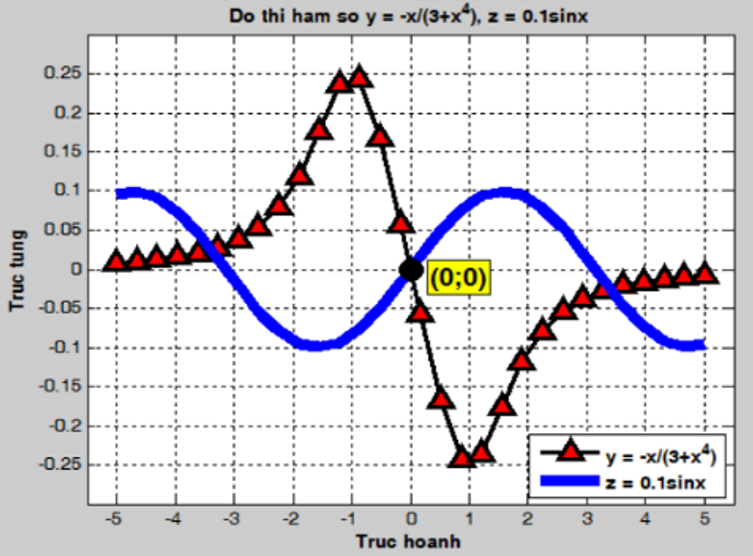 Do thi ham so y = -x/(3+x⁴), z = 0.1sinx
0.25
0.2
0.15
0.1
0.05
0
-0.05
-0.1
-0.15
-0.2
-0.25
Truc tung
(0;0)
y = -x/(3+x⁴)
z = 0.1sinx
-5 -4 -3 -2 -1 0 1 2 3 4 5
Truc hoanh